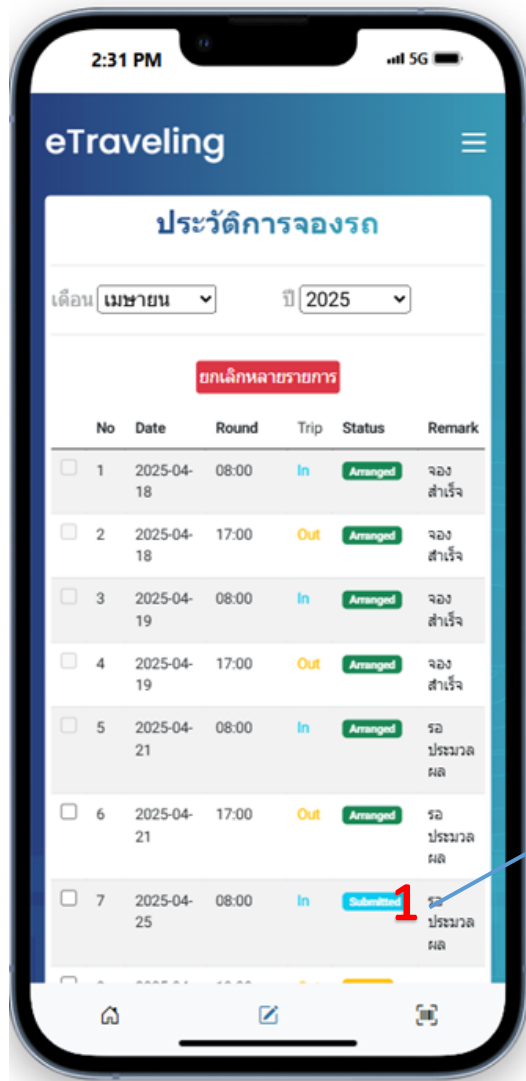 2:31 PM 5G
eTraveling
ประวัติการจองรถ
เดือน เมษายน ปี 2025
ยกเลิกหลายรายการ
No Date Round Trip Status Remark
1 2025-04- 08:00 In Arranged จอง
18 สำเร็จ
2 2025-04- 17:00 Out Arranged จอง
18 สำเร็จ
3 2025-04- 08:00 In Arranged จอง
19 สำเร็จ
4 2025-04- 17:00 Out Arranged จอง
19 สำเร็จ
5 2025-04- 08:00 In Arranged รอ
21 ประมวล
ผล
6 2025-04- 17:00 Out Arranged รอ
21 ประมวล
ผล
7 2025-04- 08:00 In Submitted 1 รอ
25 ประมวล
ผล